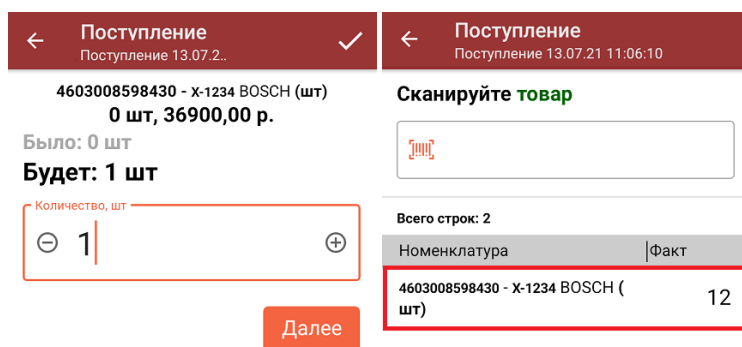 Поступление
Поступление 13.07.2..
4603008598430 - X-1234 BOSCH (шт)
0 шт, 36900,00 р.
Было: 0 шт
Будет: 1 шт
Количество, шт
1
Далее
Поступление
Поступление 13.07.21 11:06:10
Сканируйте товар
Всего строк: 2
Номенклатура Факт
4603008598430 - X-1234 BOSCH (
шт) 12